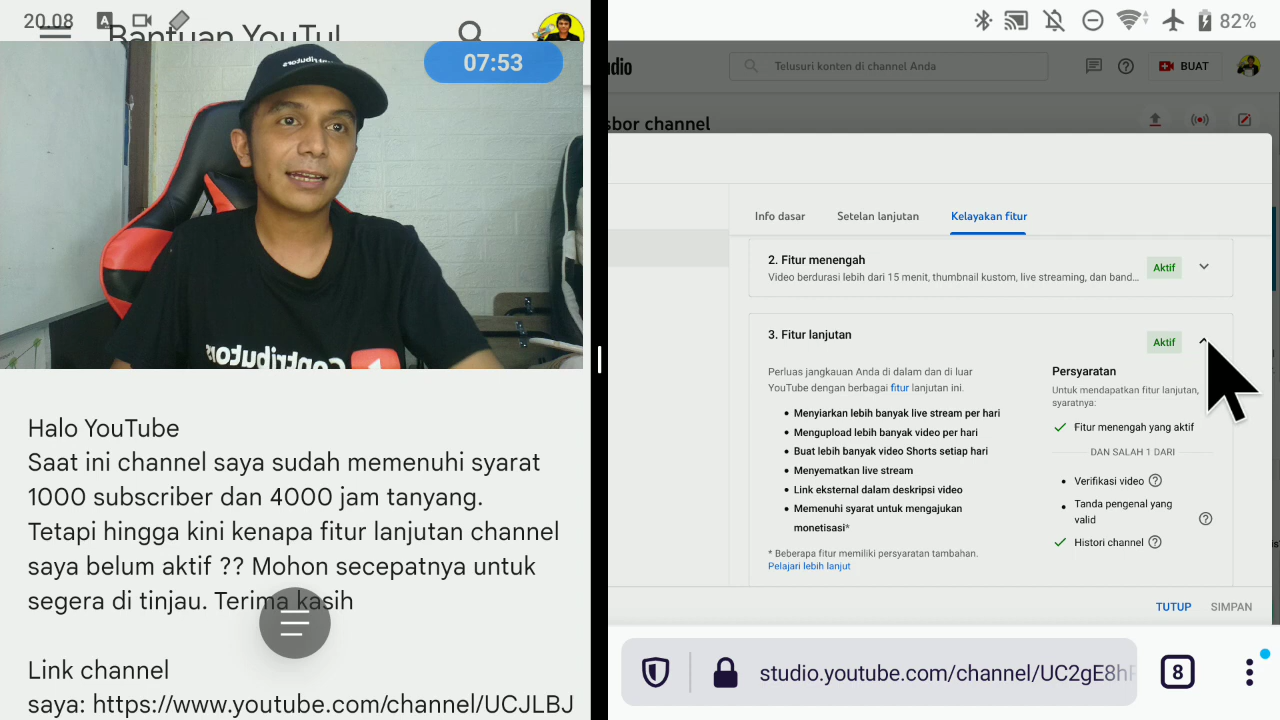 20.08
A
Bantuan YouTul
07:53
Contributors
Halo YouTube
Saat ini channel saya sudah memenuhi syarat
1000 subscriber dan 4000 jam tanyang.
Tetapi hingga kini kenapa fitur lanjutan channel
saya belum aktif ?? Mohon secepatnya untuk
segera di tinjau. Terima kasih
Link channel
saya: https://www.youtube.com/channel/UCJLBJ
82%
udio
Telusuri konten di channel Anda
BUAT
sbor channel
Info dasar
Setelan lanjutan
Kelayakan fitur
2. Fitur menengah
Video berdurasi lebih dari 15 menit, thumbnail kustom, live streaming, dan band...
Aktif
3. Fitur lanjutan
Aktif
Perluas jangkauan Anda di dalam dan di luar
YouTube dengan berbagai fitur lanjutan ini.
• Menyiarkan lebih banyak live stream per hari
• Mengupload lebih banyak video per hari
• Buat lebih banyak video Shorts setiap hari
• Menyematkan live stream
• Link eksternal dalam deskripsi video
• Memenuhi syarat untuk mengajukan
monetisasi*
* Beberapa fitur memiliki persyaratan tambahan.
Pelajari lebih lanjut
Persyaratan
Untuk mendapatkan fitur lanjutan,
syaratnya:
Fitur menengah yang aktif
DAN SALAH 1 DARI
• Verifikasi video
• Tanda pengenal yang
valid
Histori channel
TUTUP
SIMPAN
studio.youtube.com/channel/UC2gE8h
8